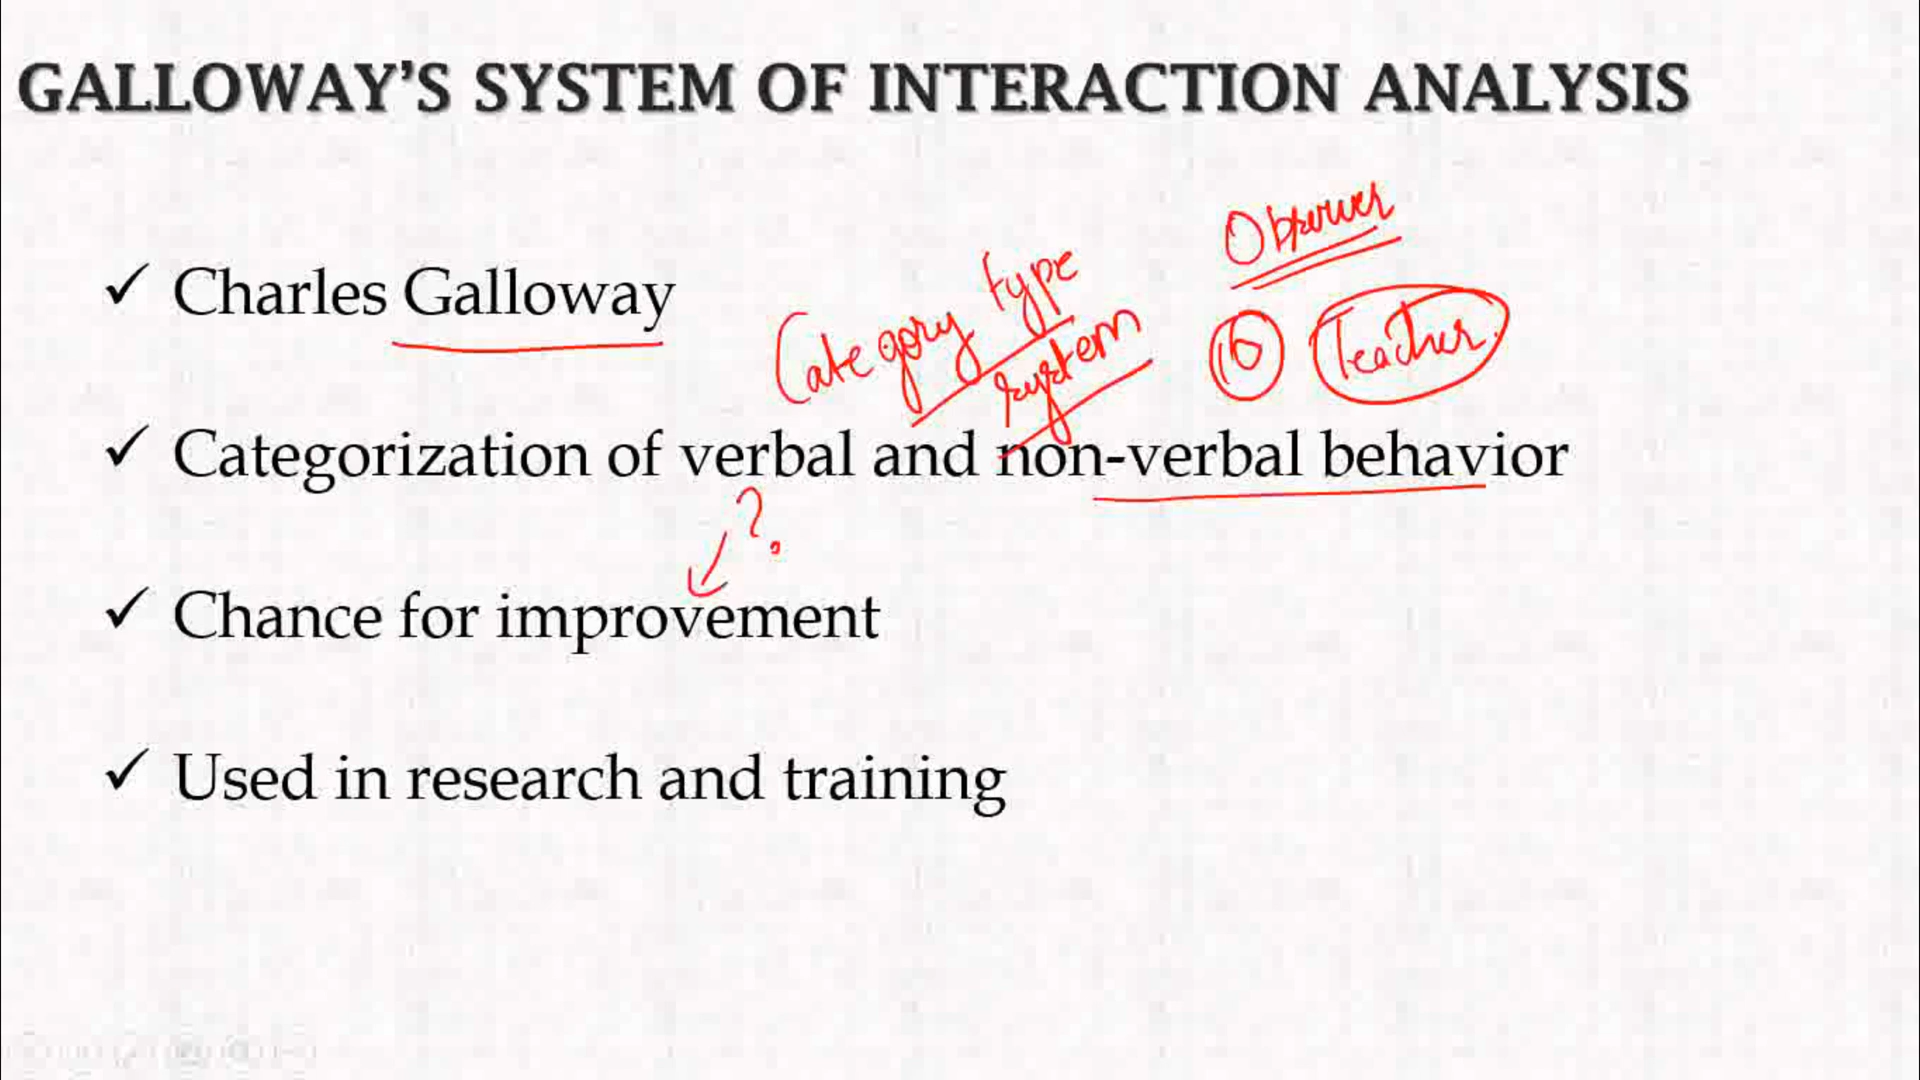 GALLOWAY'S SYSTEM OF INTERACTION ANALYSIS
Observer
✓ Charles Galloway
Category type
system
10 Teacher.
✓ Categorization of verbal and non-verbal behavior
?
✓ Chance for improvement
✓ Used in research and training